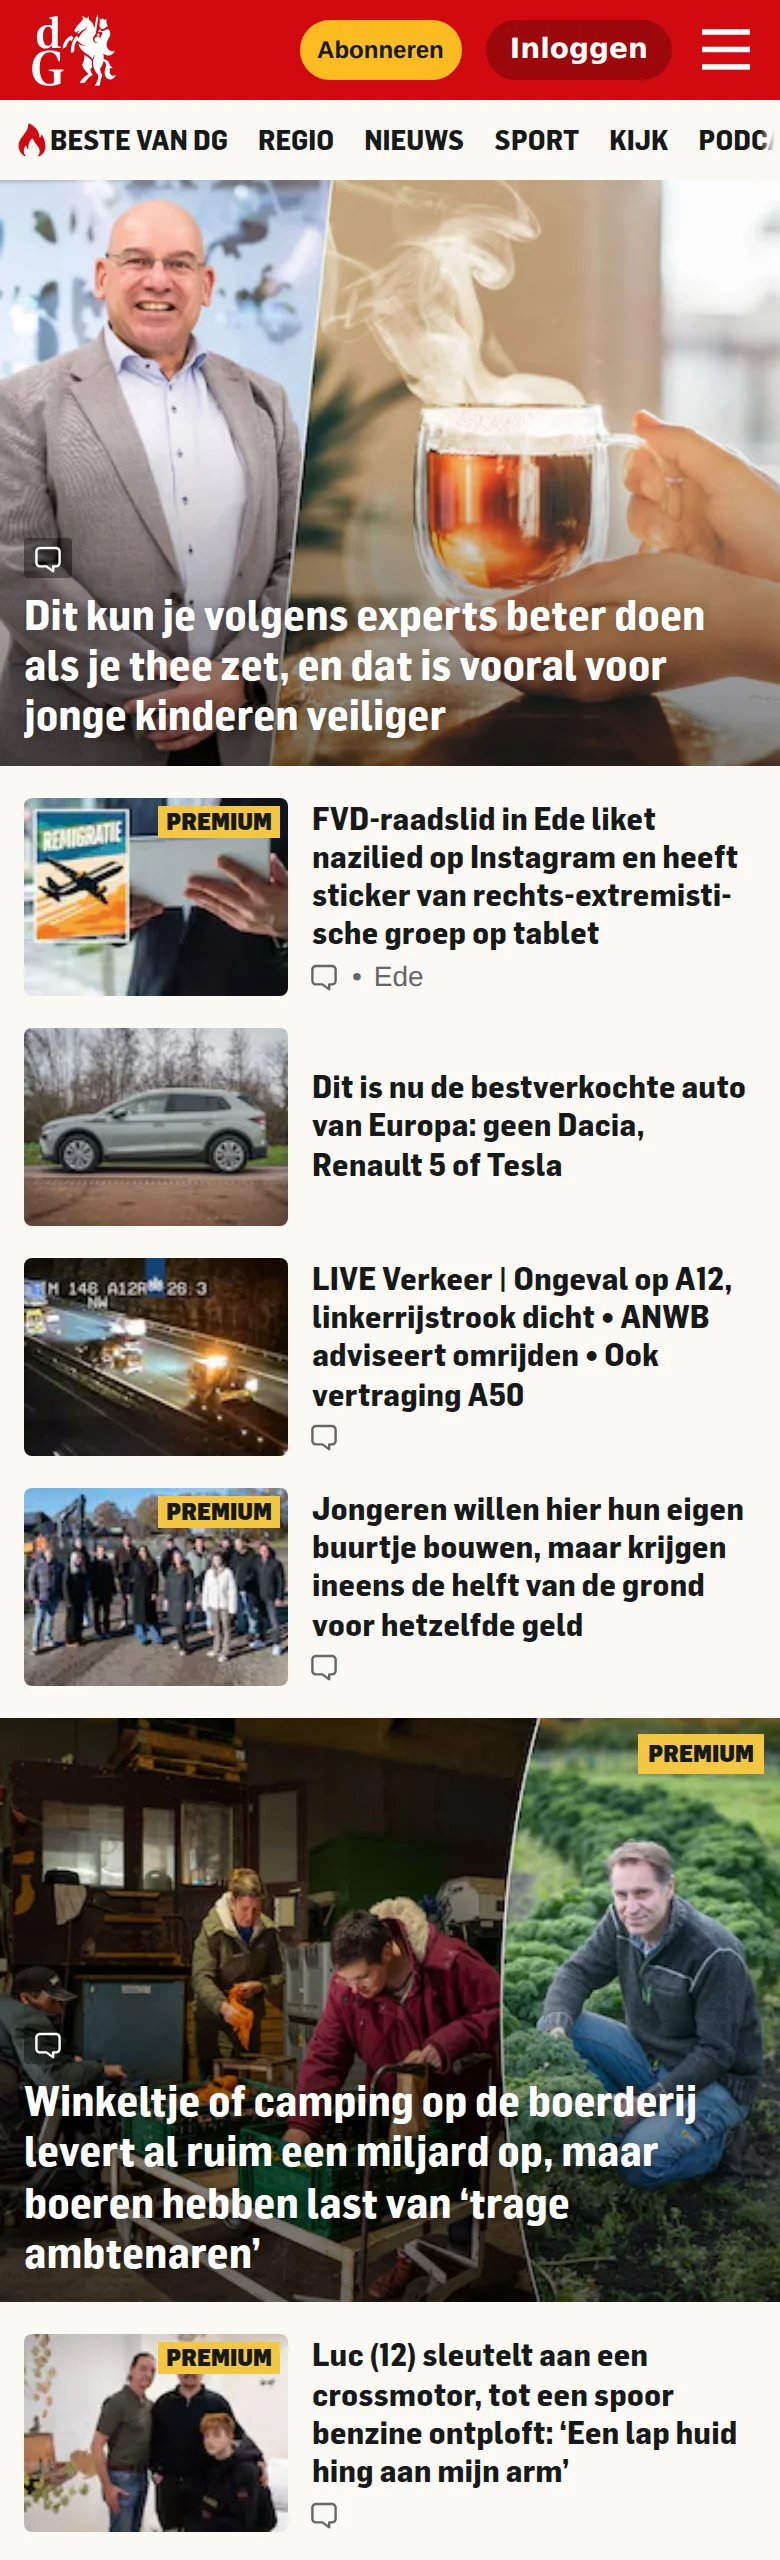 dG
Abonneren
Inloggen
BESTE VAN DG REGIO NIEUWS SPORT KIJK PODCA
Dit kun je volgens experts beter doen
als je thee zet, en dat is vooral voor
jonge kinderen veiliger
REMIGRATIE
PREMIUM
FVD-raadslid in Ede liket
nazilied op Instagram en heeft
sticker van rechts-extremisti-
sche groep op tablet
• Ede
Dit is nu de bestverkochte auto
van Europa: geen Dacia,
Renault 5 of Tesla
M 148 A12R 28.3
NW
LIVE Verkeer | Ongeval op A12,
linkerrijstrook dicht • ANWB
adviseert omrijden • Ook
vertraging A50
PREMIUM
Jongeren willen hier hun eigen
buurtje bouwen, maar krijgen
ineens de helft van de grond
voor hetzelfde geld
PREMIUM
Winkeltje of camping op de boerderij
levert al ruim een miljard op, maar
boeren hebben last van ‘trage
ambtenaren’
PREMIUM
Luc (12) sleutelt aan een
crossmotor, tot een spoor
benzine ontploft: ‘Een lap huid
hing aan mijn arm’